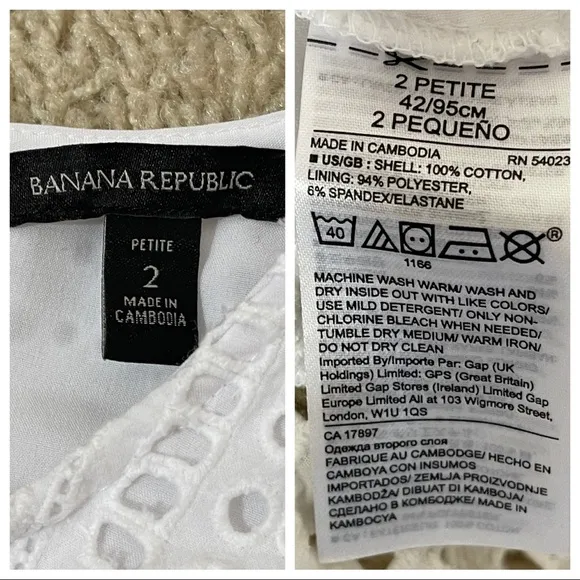 BANANA REPUBLIC
PETITE
2
MADE IN
CAMBODIA
2 PETITE
42/95CM
2 PEQUEÑO
MADE IN CAMBODIA RN 54023
■ US/GB : SHELL: 100% COTTON,
LINING: 94% POLYESTER,
6% SPANDEX/ELASTANE
40
®
1166
MACHINE WASH WARM/ WASH AND
DRY INSIDE OUT WITH LIKE COLORS/
USE MILD DETERGENT/ ONLY NON-
CHLORINE BLEACH WHEN NEEDED/
TUMBLE DRY MEDIUM/ WARM IRON/
DO NOT DRY CLEAN
Imported By/Importe Par: Gap (UK
Holdings) Limited: GPS (Great Britain)
Limited Gap Stores (Ireland) Limited Gap
Europe Limited All at 103 Wigmore Street,
London, W1U 1QS
CA 17897
Одежда второго слоя
FABRIQUE AU CAMBODGE/ HECHO EN
CAMBOYA CON INSUMOS
IMPORTADOS/ ZEMLJA PROIZVODNJE
KAMBODŽA/ DIBUAT DI KAMBOJA/
СДЕЛАНО В КОМБОДЖЕ/ MADE IN
KAMBOCYA